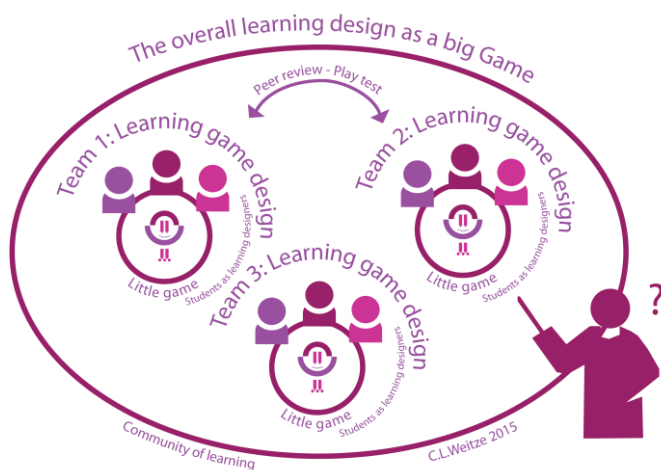 The overall learning design as a big Game
Peer review - Play test
Team 1: Learning game design
Students as learning designers
Little game
Team 2: Learning game design
Students as learning designers
Little game
Team 3: Learning game design
Students as learning designers
Little game
?
Community of learning
C.L.Weitze 2015